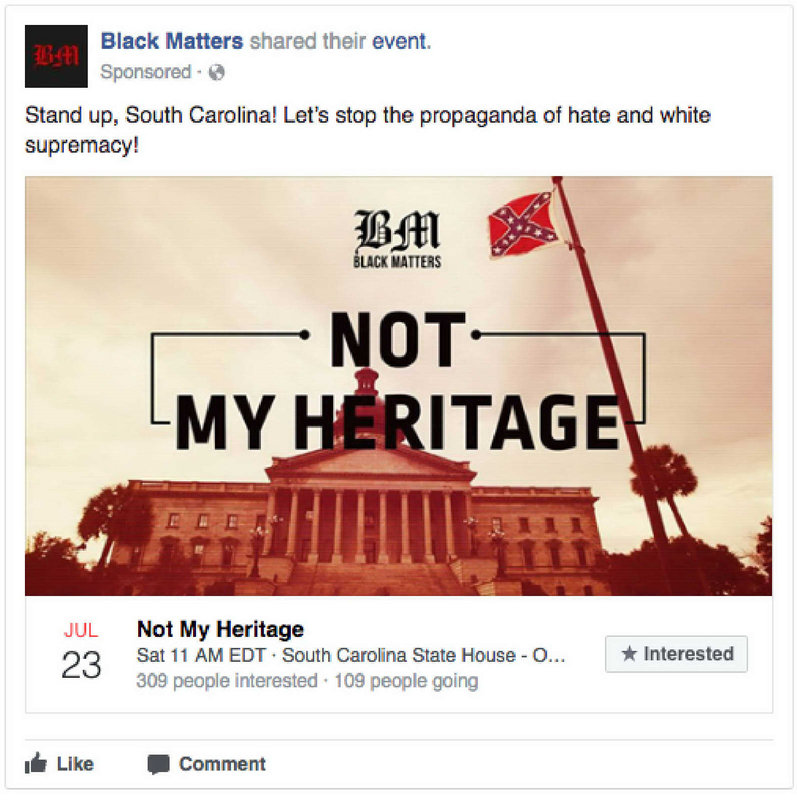 BM
Black Matters shared their event.
Sponsored ·
Stand up, South Carolina! Let's stop the propaganda of hate and white
supremacy!
BM
BLACK MATTERS
NOT
MY HERITAGE
JUL
23
Not My Heritage
Sat 11 AM EDT · South Carolina State House - O...
309 people interested · 109 people going
Interested
Like
Comment